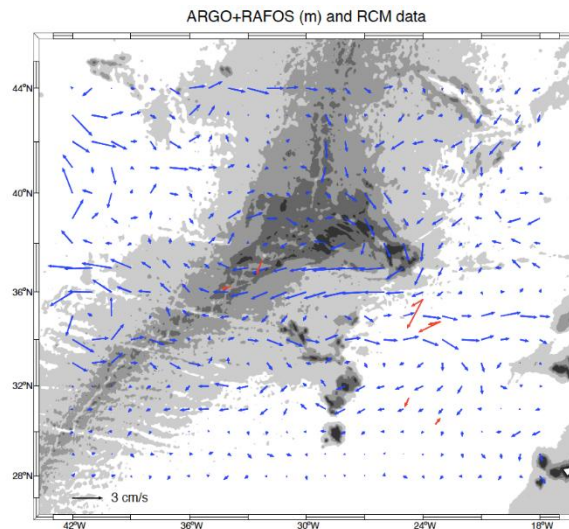 ARGO+RAFOS (m) and RCM data
44°N
40°N
36°N
32°N
28°N
3 cm/s
42°W 36°W 30°W 24°W 18°W